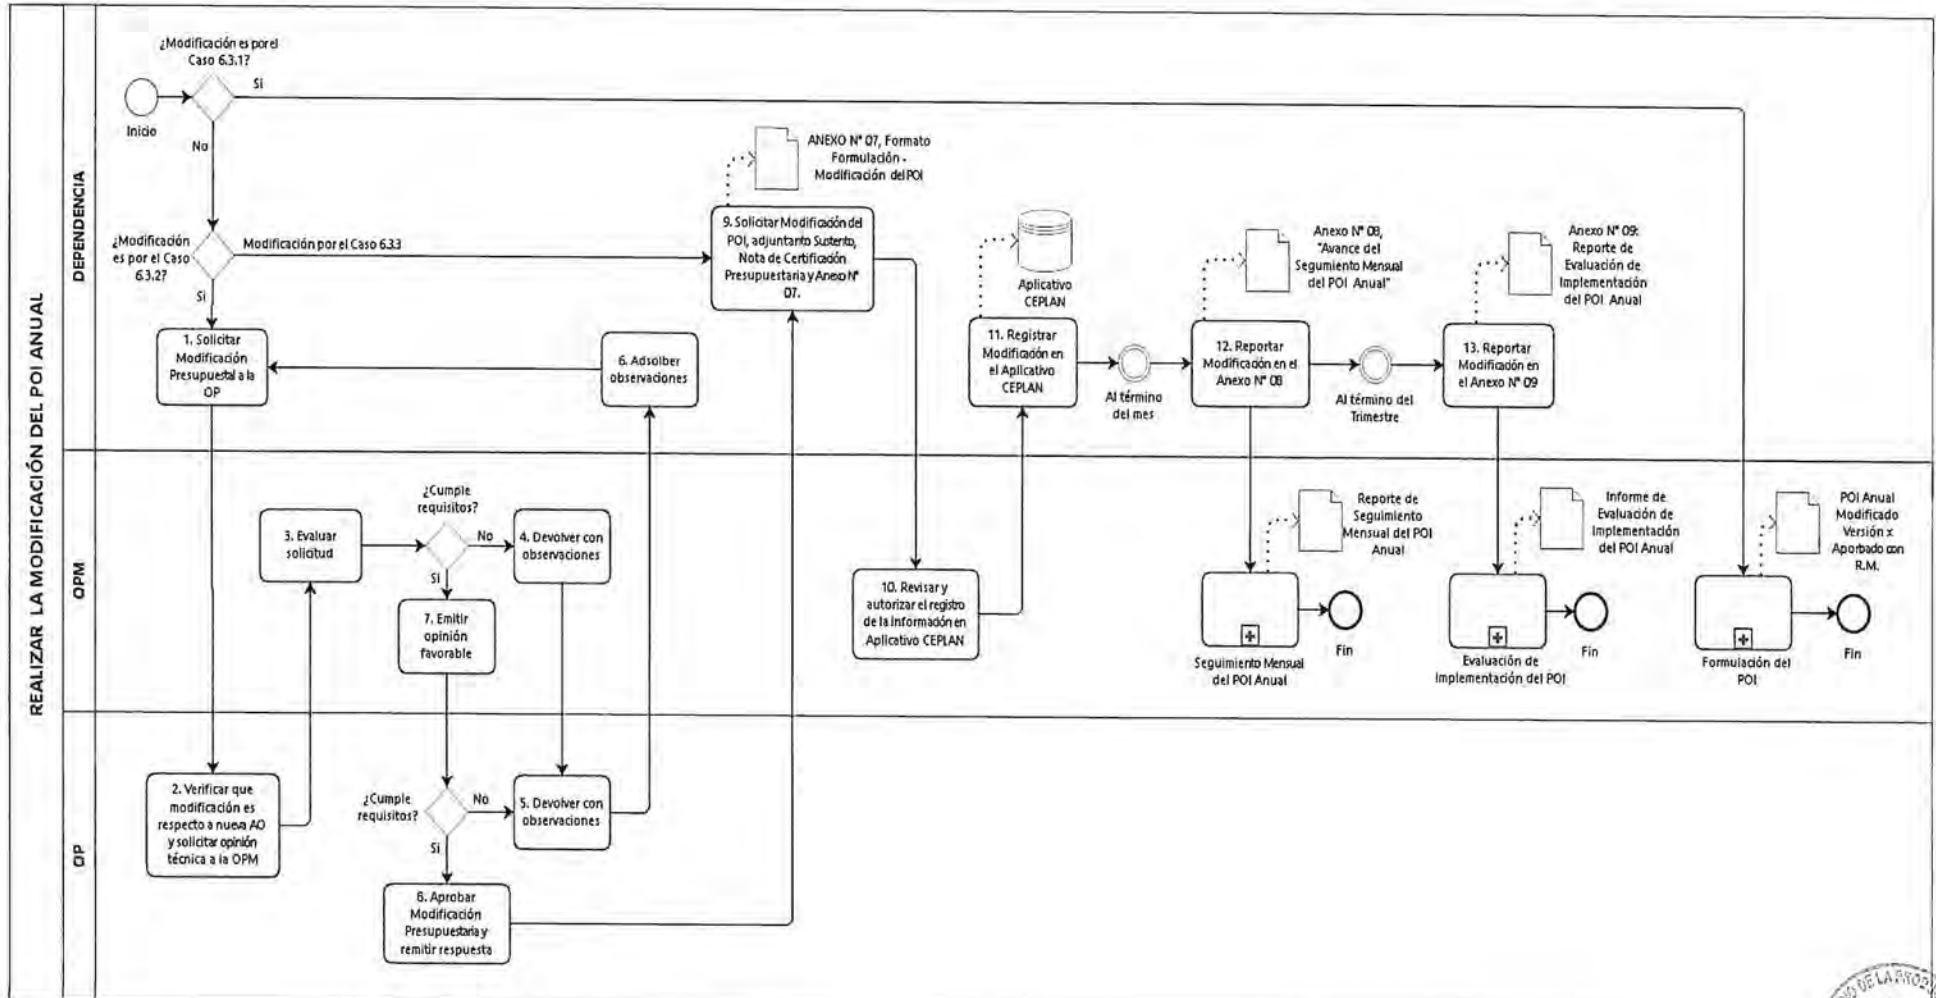 REALIZAR LA MODIFICACIÓN DEL POI ANUAL
DEPENDENCIA
¿Modificación es por el
Caso 6.3.1?
Si
Inicio
No
¿Modificación
es por el Caso
6.3.2?
Modificación por el Caso 6.3.3
Si
1. Solicitar
Modificación
Presupuestal a la
OP
6. Adsolber
observaciones
ANEXO N° 07, Formato
Formulación -
Modificación del POI
9. Solicitar Modificación del
POI, adjuntanto Sustento,
Nota de Certificación
Presupuestaria y Anexo N°
07.
Aplicativo
CEPLAN
11. Registrar
Modificación en
el Aplicativo
CEPLAN
Al término
del mes
Anexo N° 08,
"Avance del
Segumiento Mensual
del POI Anual"
12. Reportar
Modificación en el
Anexo N° 08
Al término del
Trimestre
Anexo N° 09:
Reporte de
Evaluación de
Implementación
del POI Anual
13. Reportar
Modificación en
el Anexo N° 09
OPM
3. Evaluar
solicitud
¿Cumple
requisitos?
No
Si
4. Devolver con
observaciones
7. Emitir
opinión
favorable
10. Revisar y
autorizar el registro
de la información en
Aplicativo CEPLAN
Reporte de
Seguimiento
Mensual del POI
Anual
Seguimiento Mensual
del POI Anual
Fin
Informe de
Evaluación de
Implementación
del POI Anual
Evaluación de
Implementación del POI
Fin
POI Anual
Modificado
Versión x
Aporbado con
R.M.
Formulación del
POI
Fin
OP
2. Verificar que
modificación es
respecto a nueva AO
y solicitar opinión
técnica a la OPM
¿Cumple
requisitos?
No
Si
5. Devolver con
observaciones
6. Aprobar
Modificación
Presupuestaria y
remitir respuesta
DE LA PRODU